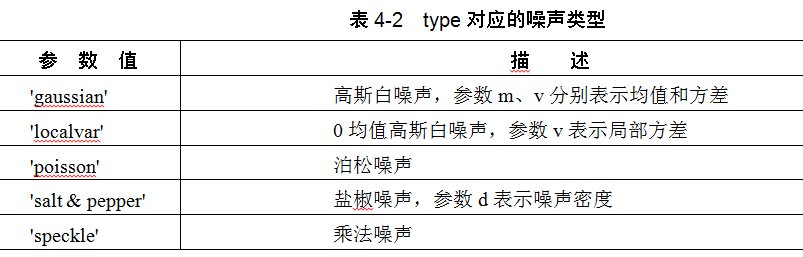 表 4-2 type 对应的噪声类型
参 数 值 描 述
'gaussian' 高斯白噪声，参数 m、v 分别表示均值和方差
'localvar' 0 均值高斯白噪声，参数 v 表示局部方差
'poisson' 泊松噪声
'salt & pepper' 盐椒噪声，参数 d 表示噪声密度
'speckle' 乘法噪声